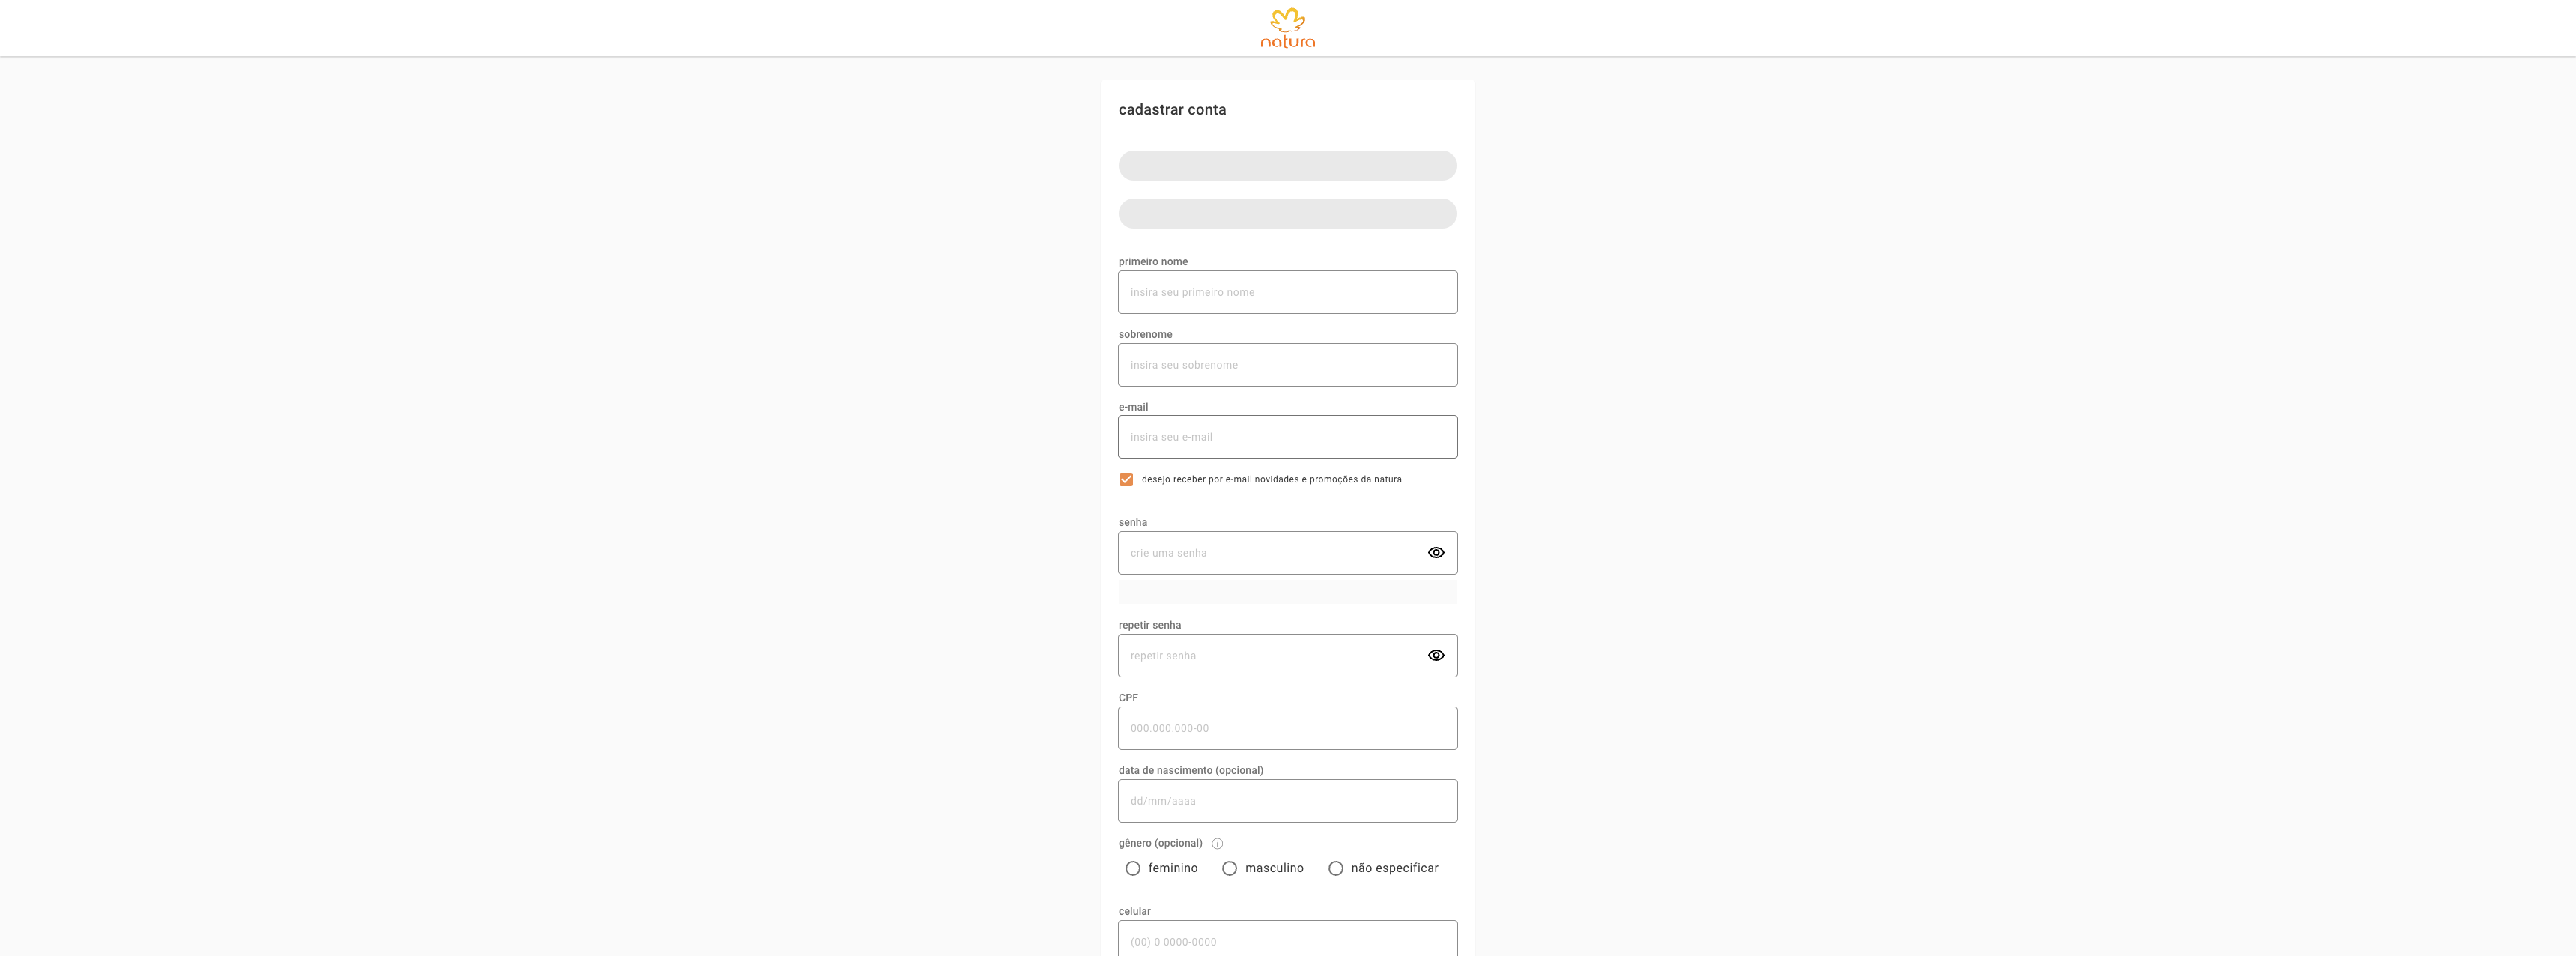 natura
cadastrar conta
primeiro nome
insira seu primeiro nome
sobrenome
insira seu sobrenome
e-mail
insira seu e-mail
desejo receber por e-mail novidades e promoções da natura
senha
crie uma senha
repetir senha
repetir senha
CPF
000.000.000-00
data de nascimento (opcional)
dd/mm/aaaa
gênero (opcional)
feminino masculino não especificar
celular
(00) 0 0000-0000